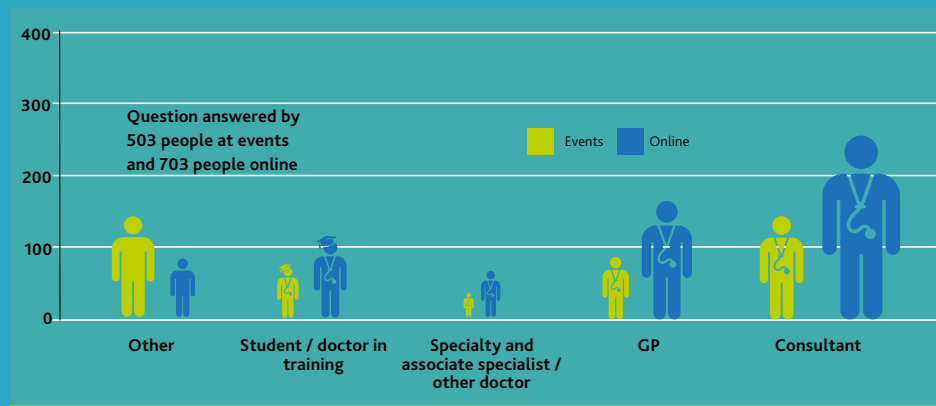 400
300
Question answered by
503 people at events
and 703 people online
Events
Online
200
100
0
Other
Student / doctor in
training
Specialty and
associate specialist /
other doctor
GP
Consultant